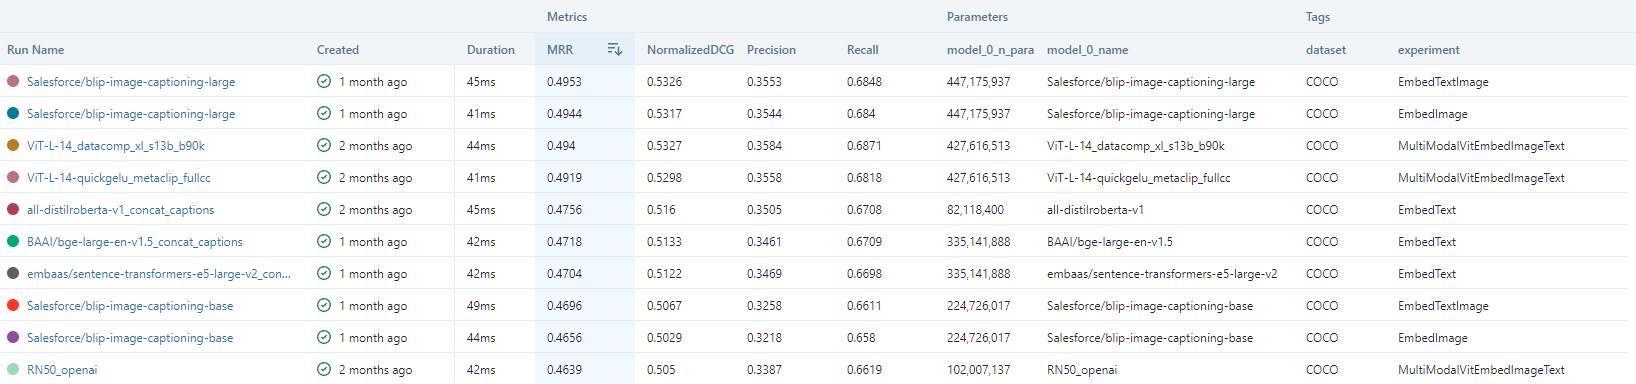 Metrics Parameters Tags
Run Name Created Duration MRR NormalizedDCG Precision Recall model_0_n_para model_0_name dataset experiment
Salesforce/blip-image-captioning-large 1 month ago 45ms 0.4953 0.5326 0.3553 0.6848 447,175,937 Salesforce/blip-image-captioning-large COCO EmbedTextImage
Salesforce/blip-image-captioning-large 1 month ago 41ms 0.4944 0.5317 0.3544 0.684 447,175,937 Salesforce/blip-image-captioning-large COCO EmbedImage
ViT-L-14_datacomp_xl_s13b_b90k 2 months ago 44ms 0.494 0.5327 0.3584 0.6871 427,616,513 ViT-L-14_datacomp_xl_s13b_b90k COCO MultiModalVitEmbedImageText
ViT-L-14-quickgelu_metaclip_fullcc 2 months ago 41ms 0.4919 0.5298 0.3558 0.6818 427,616,513 ViT-L-14-quickgelu_metaclip_fullcc COCO MultiModalVitEmbedImageText
all-distilroberta-v1_concat_captions 2 months ago 42ms 0.4756 0.516 0.3505 0.6708 82,118,400 all-distilroberta-v1 COCO EmbedText
BAAI/bge-large-en-v1.5_concat_captions 1 month ago 42ms 0.4718 0.5133 0.3461 0.6709 335,141,888 BAAI/bge-large-en-v1.5 COCO EmbedText
embaas/sentence-transformers-e5-large-v2_con... 1 month ago 42ms 0.4704 0.5122 0.3469 0.6698 335,141,888 embaas/sentence-transformers-e5-large-v2 COCO EmbedText
Salesforce/blip-image-captioning-base 1 month ago 49ms 0.4696 0.5067 0.3258 0.6611 224,726,017 Salesforce/blip-image-captioning-base COCO EmbedTextImage
Salesforce/blip-image-captioning-base 1 month ago 44ms 0.4656 0.5029 0.3218 0.658 224,726,017 Salesforce/blip-image-captioning-base COCO EmbedImage
RN50_openai 2 months ago 42ms 0.4639 0.505 0.3387 0.6619 102,007,137 RN50_openai COCO MultiModalVitEmbedImageText